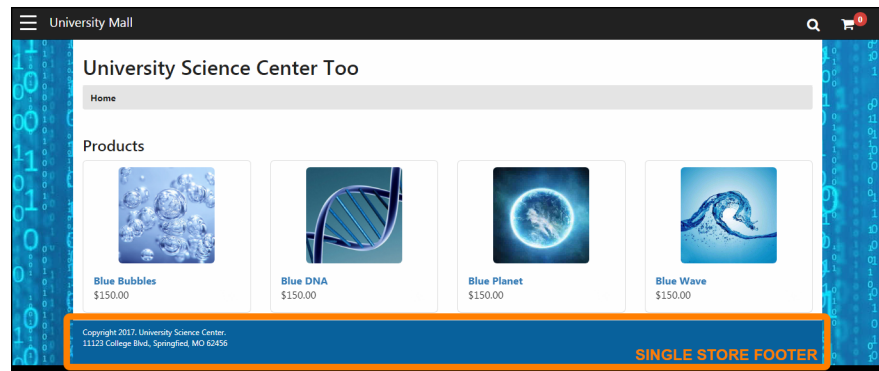 University Mall
0
University Science Center Too
Home
Products
Blue Bubbles
$150.00
Blue DNA
$150.00
Blue Planet
$150.00
Blue Wave
$150.00
Copyright 2017. University Science Center.
11123 College Blvd., Springfied, MO 62456
SINGLE STORE FOOTER